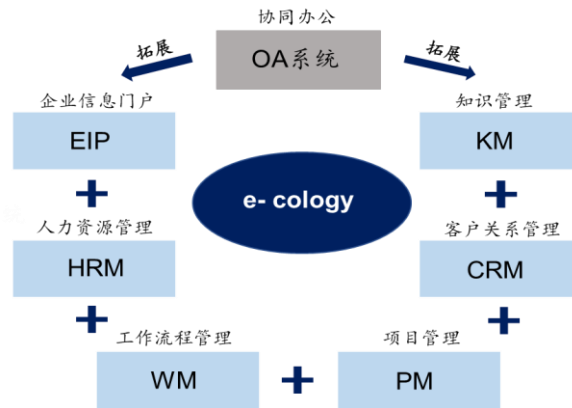 协同办公
OA系统
拓展
拓展
企业信息门户
EIP
知识管理
KM
e- cology
人力资源管理
HRM
客户关系管理
CRM
工作流程管理
WM
项目管理
PM